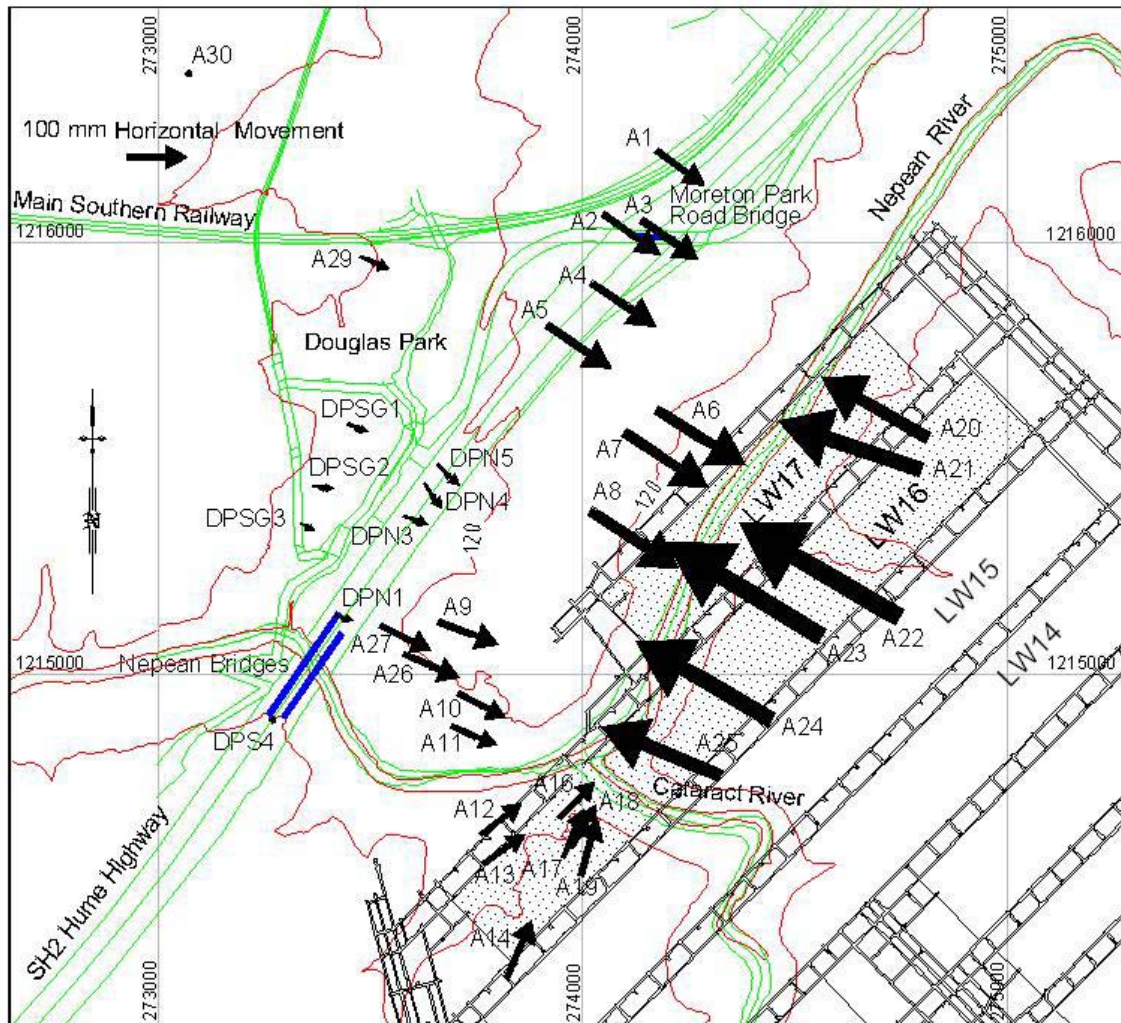 273000
274000
275000
A30
100 mm Horizontal Movement
A1
Nepean River
Main Southern Railway
A2
A3
Moreton Park
Road Bridge
1216000
1216000
A29
A4
A5
Douglas Park
DPSG1
A6
A7
A20
DPN5
A21
DPSG2
DPN4
120
A8
LW17
LW16
DPSG3
DPN3
120
LW15
DPN1
A9
A22
A27
LW14
1215000
Nepean Bridges
A26
A23
1215000
A10
A24
DPS4
A11
A25
Cataract River
A16
A12
A18
A13
A17
A19
SH2 Hume Highway
A14
273000
274000
275000